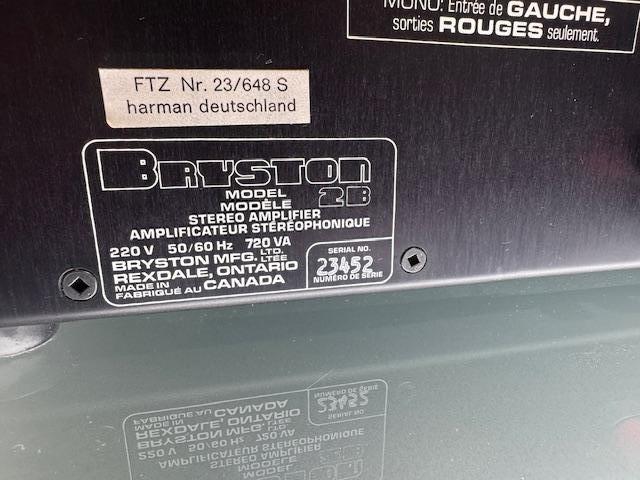 MONO: Entrée de GAUCHE,
sorties ROUGES seulement.
FTZ Nr. 23/648 S
harman deutschland
BRYSTON
MODEL
MODÈLE 2B
STEREO AMPLIFIER
AMPLIFICATEUR STÉRÉOPHONIQUE
220 V 50/60 Hz 720 VA
BRYSTON MFG. LTD. LTÉE
REXDALE, ONTARIO
MADE IN FABRIQUÉ AU CANADA
SERIAL NO.
23452
NUMÉRO DE SÉRIE